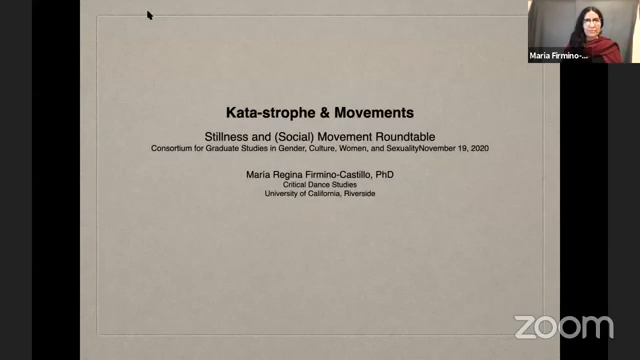 Maria Firmino-...
Kata-strophe & Movements
Stillness and (Social) Movement Roundtable
Consortium for Graduate Studies in Gender, Culture, Women, and SexualityNovember 19, 2020
María Regina Firmino-Castillo, PhD
Critical Dance Studies
University of California, Riverside
zoom